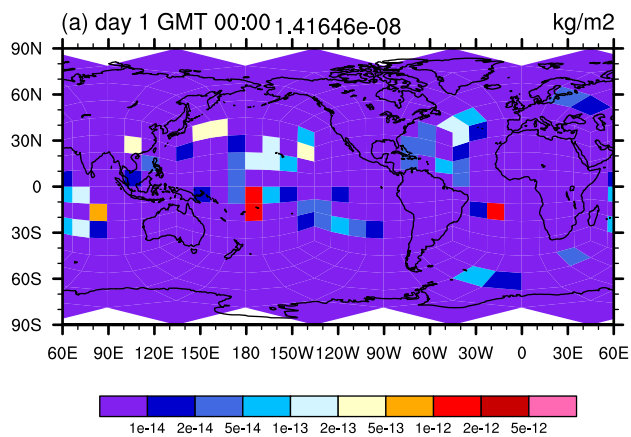 (a) day 1 GMT 00:00 1.41646e-08 kg/m2
90N
60N
30N
0
30S
60S
90S
60E 90E 120E 150E 180 150W 120W 90W 60W 30W 0 30E 60E
1e-14 2e-14 5e-14 1e-13 2e-13 5e-13 1e-12 2e-12 5e-12